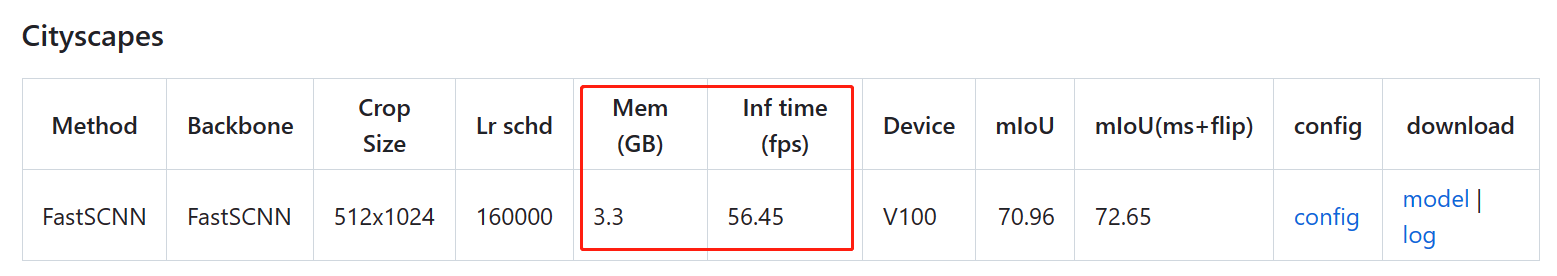 Cityscapes
Method Backbone Crop Size Lr schd Mem (GB) Inf time (fps) Device mIoU mIoU(ms+flip) config download
FastSCNN FastSCNN 512x1024 160000 3.3 56.45 V100 70.96 72.65 config model | log